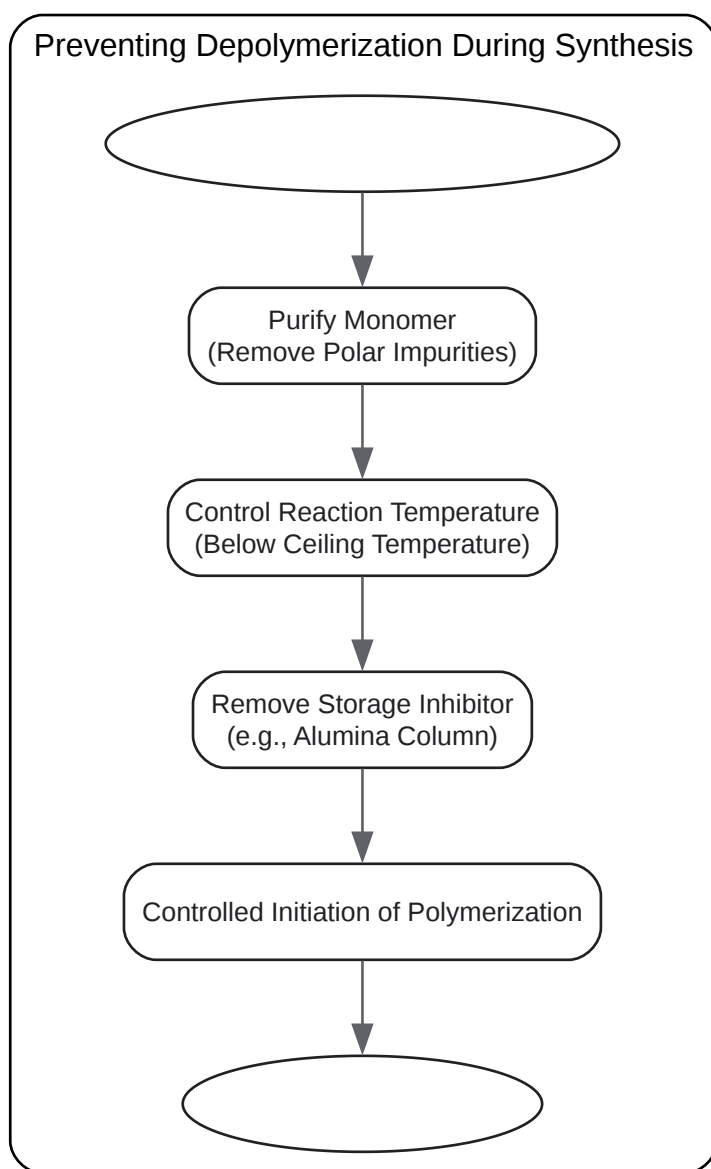 Preventing Depolymerization During Synthesis
Purify Monomer
(Remove Polar Impurities)
Control Reaction Temperature
(Below Ceiling Temperature)
Remove Storage Inhibitor
(e.g., Alumina Column)
Controlled Initiation of Polymerization